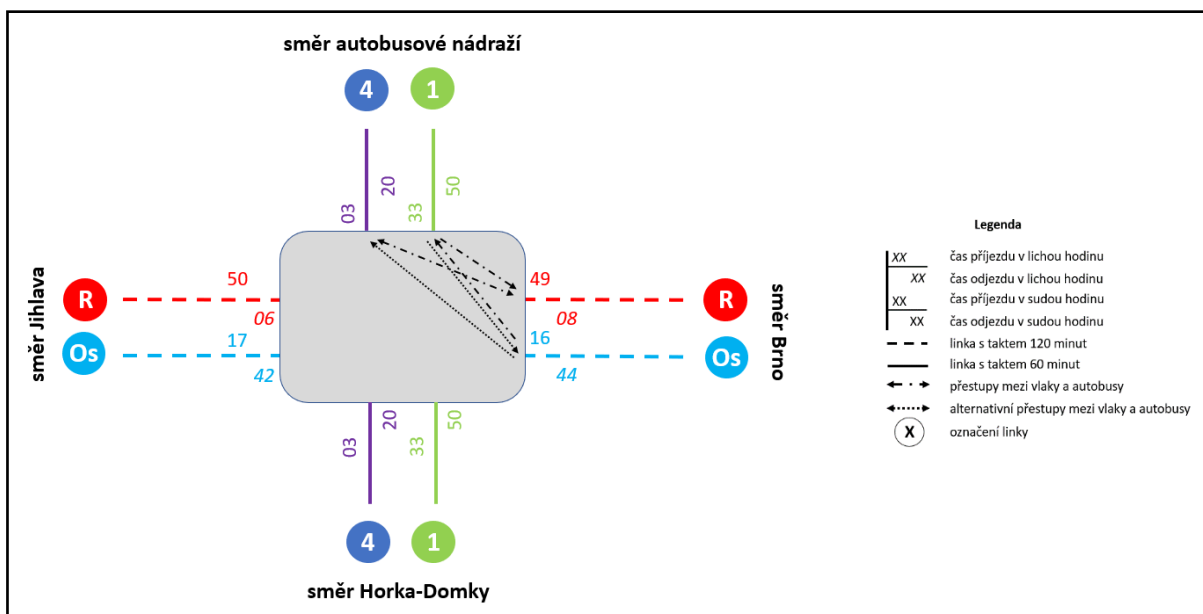 směr autobusové nádraží
4
1
03
20
33
50
směr Jihlava
R
50
06
Os
17
42
49
08
R
16
44
Os
směr Brno
03
20
33
50
4
1
směr Horka-Domky
Legenda
XX
čas příjezdu v lichou hodinu
XX
čas odjezdu v lichou hodinu
XX
čas příjezdu v sudou hodinu
XX
čas odjezdu v sudou hodinu
linka s taktem 120 minut
linka s taktem 60 minut
přestupy mezi vlaky a autobusy
alternativní přestupy mezi vlaky a autobusy
X
označení linky